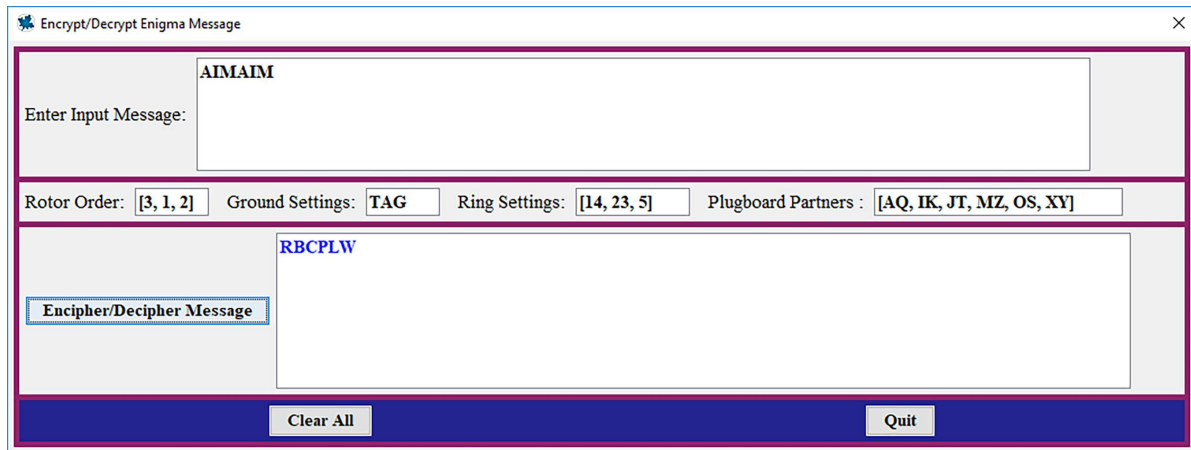 Encrypt/Decrypt Enigma Message
Enter Input Message: AIMAIM
Rotor Order: [3, 1, 2] Ground Settings: TAG Ring Settings: [14, 23, 5] Plugboard Partners : [AQ, IK, JT, MZ, OS, XY]
RBCPLW
Encipher/Decipher Message
Clear All Quit